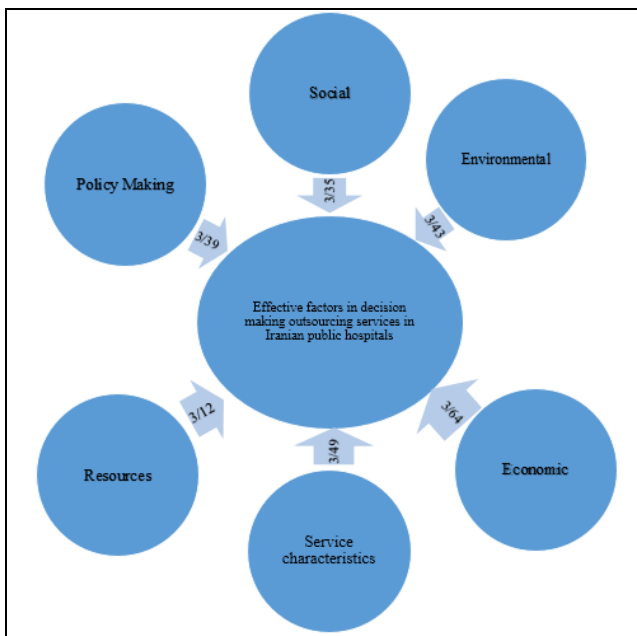 Social
Environmental
Policy Making
3/35
3/43
3/39
Effective factors in decision
making outsourcing services in
Iranian public hospitals
3/12
3/49
3/64
Resources
Economic
Service
characteristics